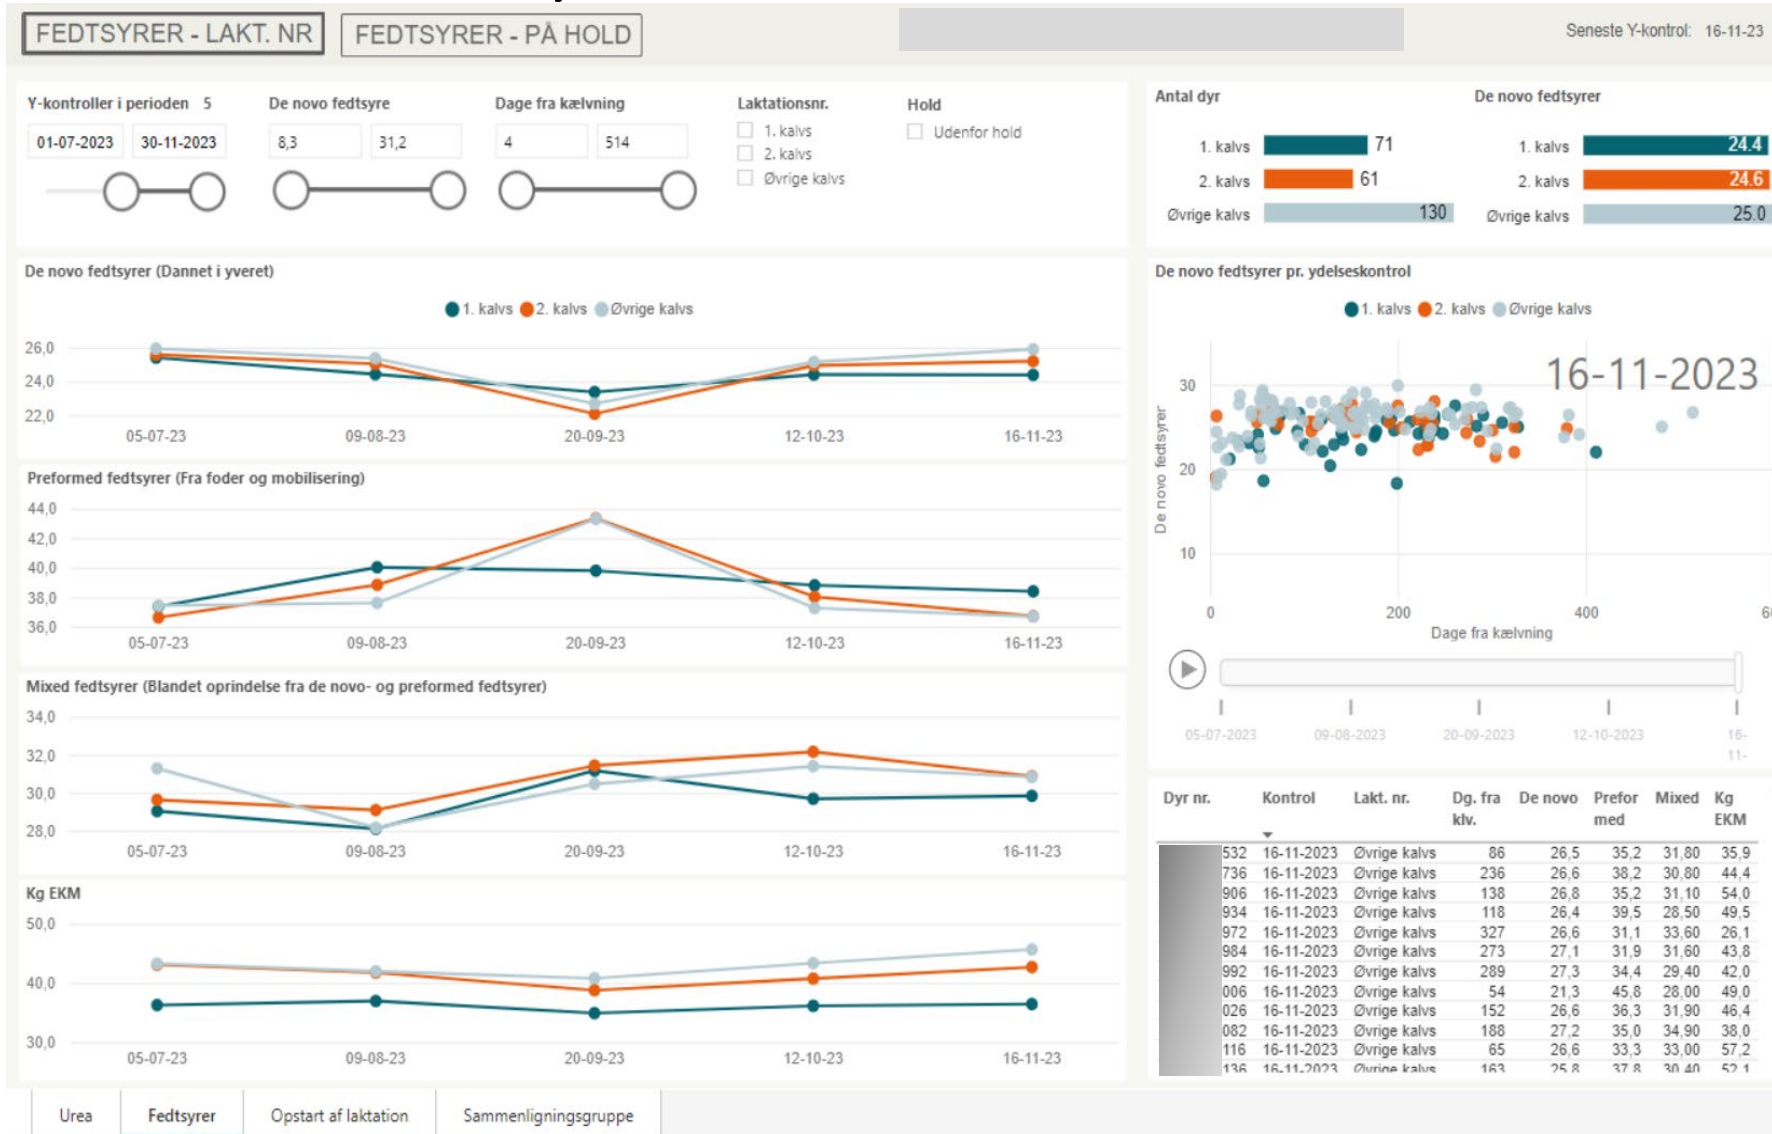 FEDTSYRER - LAKT. NR
FEDTSYRER - PÅ HOLD
Seneste Y-kontrol: 16-11-23
Y-kontroller i perioden 5
01-07-2023 30-11-2023
De novo fedtsyre
8,3 31,2
Dage fra kælvning
4 514
Laktationsnr.
1. kalvs
2. kalvs
Øvrige kalvs
Hold
Udenfor hold
Antal dyr
1. kalvs 71
2. kalvs 61
Øvrige kalvs 130
De novo fedtsyrer
1. kalvs 24.4
2. kalvs 24.6
Øvrige kalvs 25.0
De novo fedtsyrer (Dannet i yveret)
1. kalvs 2. kalvs Øvrige kalvs
26,0
24,0
22,0
05-07-23 09-08-23 20-09-23 12-10-23 16-11-23
Preformed fedtsyrer (Fra foder og mobilisering)
44,0
42,0
40,0
38,0
36,0
05-07-23 09-08-23 20-09-23 12-10-23 16-11-23
Mixed fedtsyrer (Blandet oprindelse fra de novo- og preformed fedtsyrer)
34,0
32,0
30,0
28,0
05-07-23 09-08-23 20-09-23 12-10-23 16-11-23
Kg EKM
50,0
40,0
30,0
05-07-23 09-08-23 20-09-23 12-10-23 16-11-23
De novo fedtsyrer pr. ydelseskontrol
1. kalvs 2. kalvs Øvrige kalvs
16-11-2023
De novo fedtsyrer
30
20
10
0 200 400
Dage fra kælvning
05-07-2023 09-08-2023 20-09-2023 12-10-2023 16-
11-
Dyr nr. Kontrol Lakt. nr. Dg. fra De novo Prefor Mixed Kg
klv. med EKM
532 16-11-2023 Øvrige kalvs 86 26,5 35,2 31,80 35,9
736 16-11-2023 Øvrige kalvs 236 26,6 38,2 30,80 44,4
906 16-11-2023 Øvrige kalvs 138 26,8 35,2 31,10 54,0
934 16-11-2023 Øvrige kalvs 118 26,4 39,5 28,50 49,5
972 16-11-2023 Øvrige kalvs 327 26,6 31,1 33,60 26,1
984 16-11-2023 Øvrige kalvs 273 27,1 31,9 31,60 43,8
992 16-11-2023 Øvrige kalvs 289 27,3 34,4 29,40 42,0
006 16-11-2023 Øvrige kalvs 54 21,3 45,8 28,00 49,0
026 16-11-2023 Øvrige kalvs 152 26,6 36,3 31,90 46,4
082 16-11-2023 Øvrige kalvs 188 27,2 35,0 34,90 38,0
116 16-11-2023 Øvrige kalvs 65 26,6 33,3 33,00 57,2
136 16-11-2023 Øvrige kalvs 163 25,8 37,8 30,40 52,1
Urea Fedtsyrer Opstart af laktation Sammenligningsgruppe